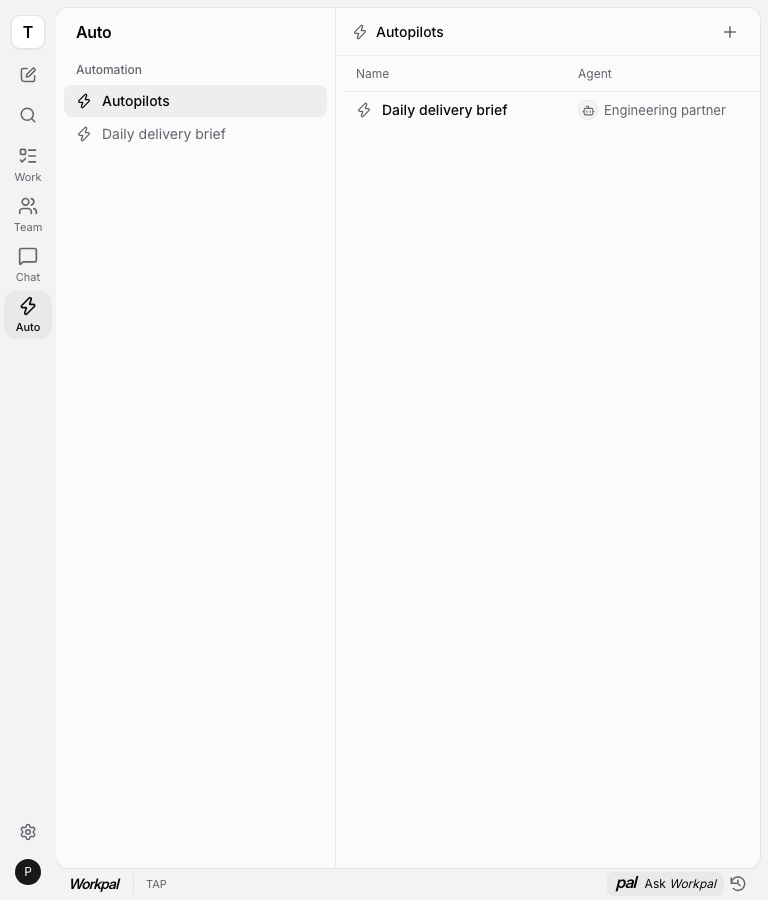 T
Work
Team
Chat
Auto
P
Auto
Automation
Autopilots
Daily delivery brief
Autopilots
Name Agent
Daily delivery brief Engineering partner
Workpal TAP
pal Ask Workpal